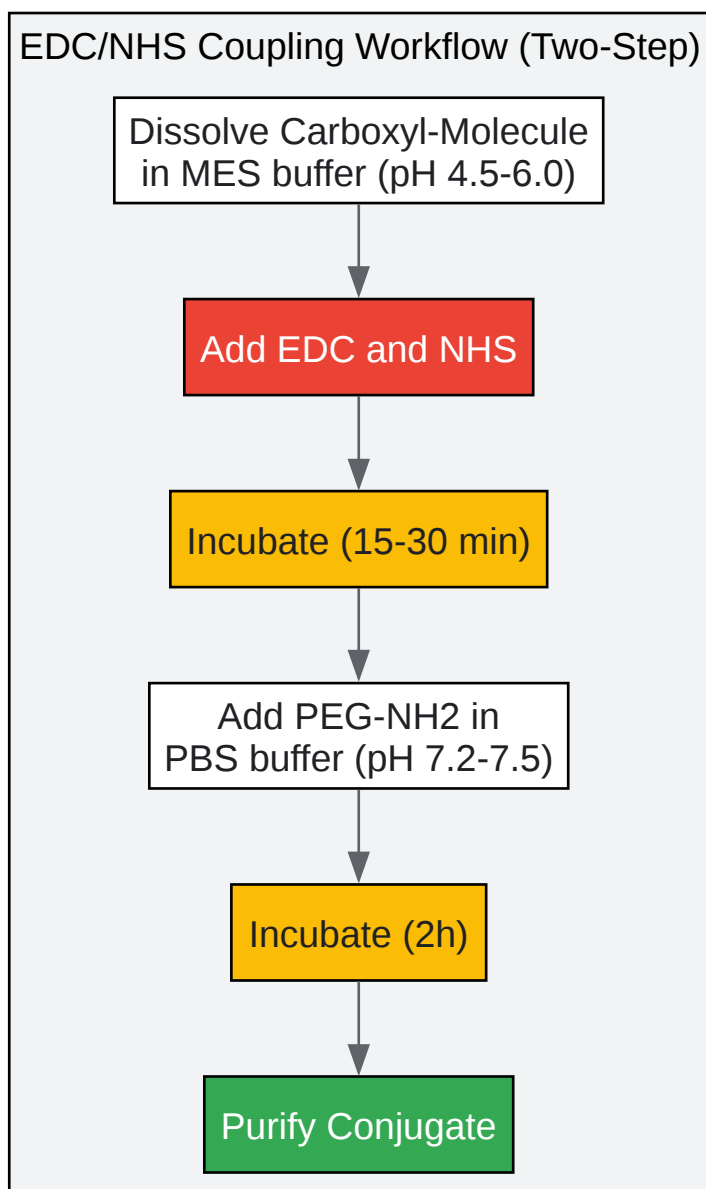 EDC/NHS Coupling Workflow (Two-Step)
Dissolve Carboxyl-Molecule
in MES buffer (pH 4.5-6.0)
Add EDC and NHS
Incubate (15-30 min)
Add PEG-NH2 in
PBS buffer (pH 7.2-7.5)
Incubate (2h)
Purify Conjugate